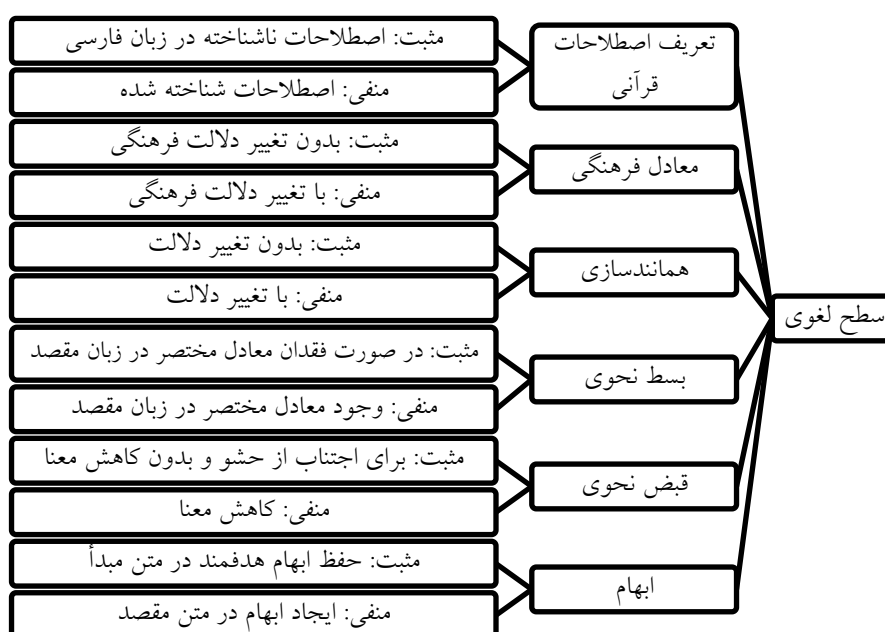 سطح لغوی
تعریف اصطلاحات
قرآنی
مثبت: اصطلاحات ناشناخته در زبان فارسی
منفی: اصطلاحات شناخته شده
معادل فرهنگی
مثبت: بدون تغییر دلالت فرهنگی
منفی: با تغییر دلالت فرهنگی
همانندسازی
مثبت: بدون تغییر دلالت
منفی: با تغییر دلالت
بسط نحوی
مثبت: در صورت فقدان معادل مختصر در زبان مقصد
منفی: وجود معادل مختصر در زبان مقصد
قبض نحوی
مثبت: برای اجتناب از حشو و بدون کاهش معنا
منفی: کاهش معنا
ابهام
مثبت: حفظ ابهام هدفمند در متن مبدأ
منفی: ایجاد ابهام در متن مقصد